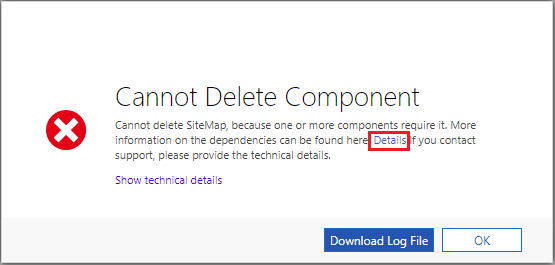 Cannot Delete Component
Cannot delete SiteMap, because one or more components require it. More
information on the dependencies can be found here Details If you contact
support, please provide the technical details.
Show technical details
Download Log File
OK